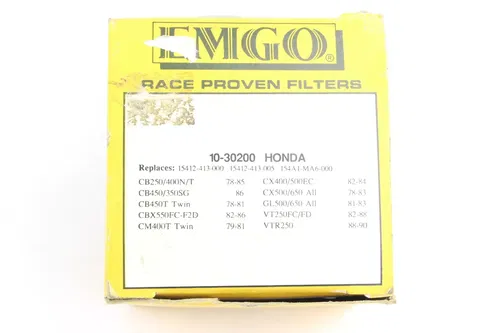 EMGO®
RACE PROVEN FILTERS
10-30200 HONDA
Replaces: 15412-413-000 15412-413-005 154A1-MA6-000
CB250/400N/T 78-85 CX400/500EC 82-84
CB450/350SG 86 CX500/650 All 78-83
CB450T Twin 78-81 GL500/650 All 81-83
CBX550FC-F2D 82-86 VT250FC/FD 82-88
CM400T Twin 79-81 VTR250 88-90